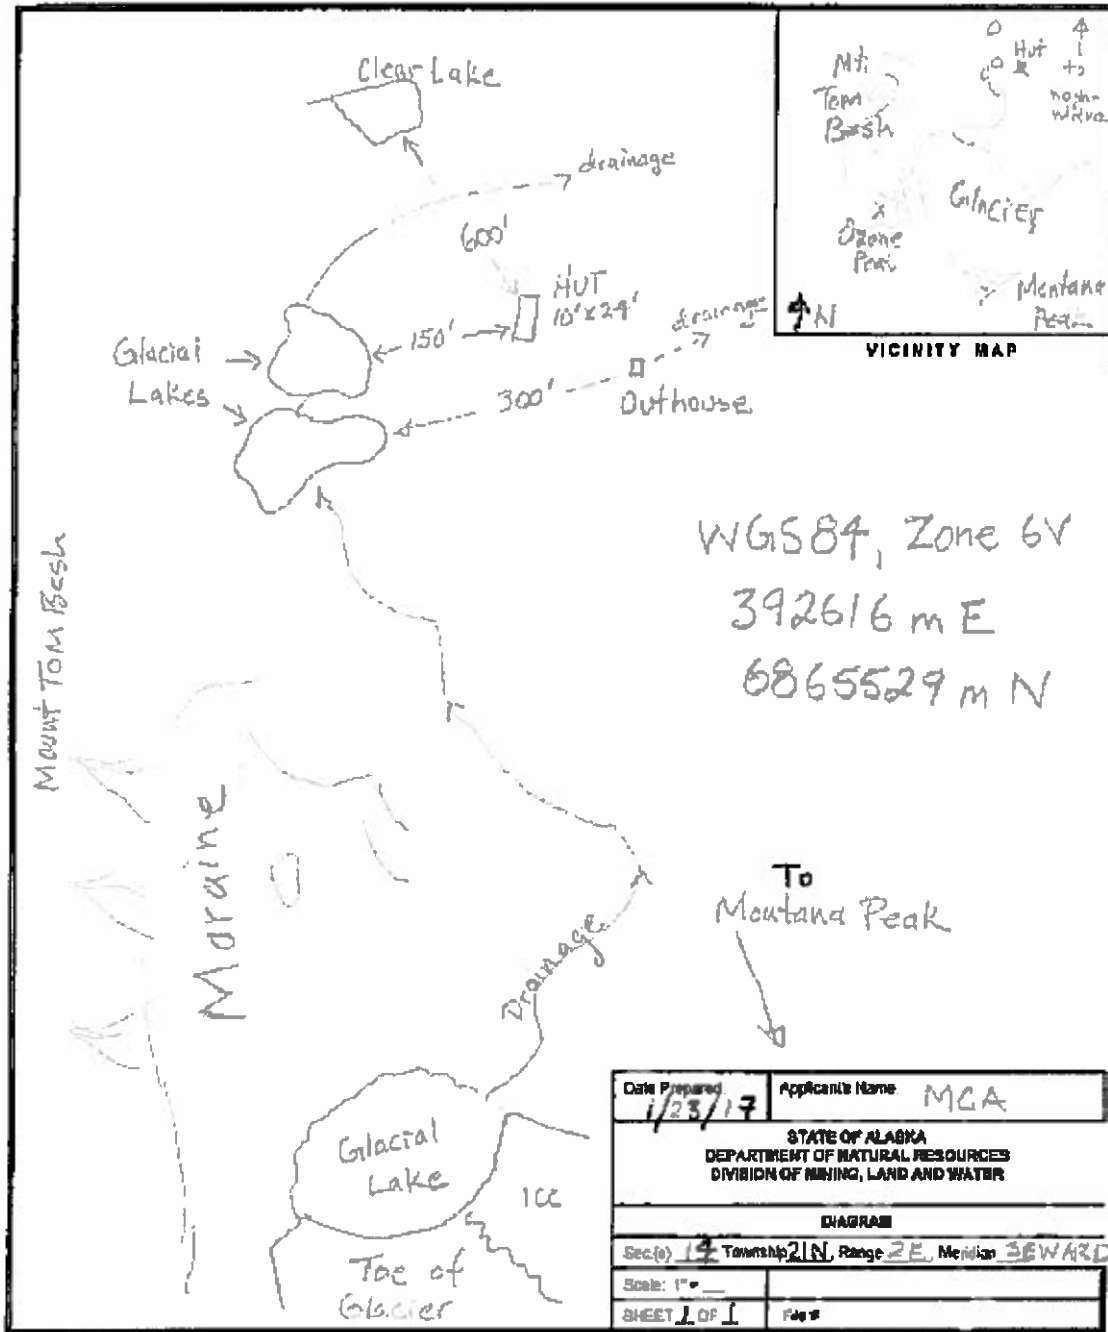 Clear Lake
drainage
600'
HUT
10' x 24'
150'
drainage
Glacial
Lakes
300'
Outhouse
Mt.
Tom
Besh
Hut
to
Glacier
Ozone
Peak
Montana
Peak
N
VICINITY MAP
WGS84, Zone 6V
392616 m E
6865529 m N
Mount Tom Besh
Moraine
To
Montana Peak
Drainage
Glacial
Lake
ICE
Toe of
Glacier
Date Prepared 1/23/17
Applicant's Name MCA
STATE OF ALASKA
DEPARTMENT OF NATURAL RESOURCES
DIVISION OF MINING, LAND AND WATER
DIAGRAM
Sec.(s) 14 Township 21N, Range 2E, Meridian SEWARD
Scale: 1"=
SHEET 1 OF 1 File #